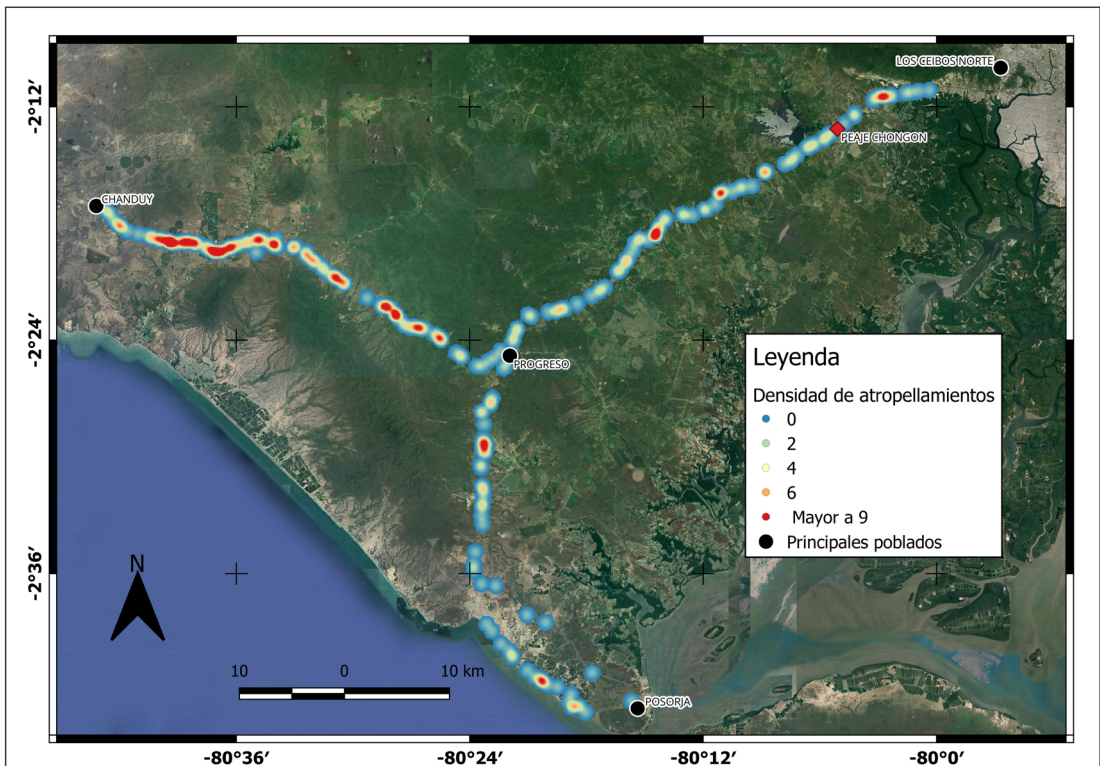 LOS CEIBOS NORTE
-2°12′
PEAJE CHONGON
CHANDUY
-2°24′
PROGRESO
Leyenda
Densidad de atropellamientos
0
2
4
6
Mayor a 9
Principales poblados
-2°36′
N
10 0 10 km
POSORJA
-80°36′ -80°24′ -80°12′ -80°0′